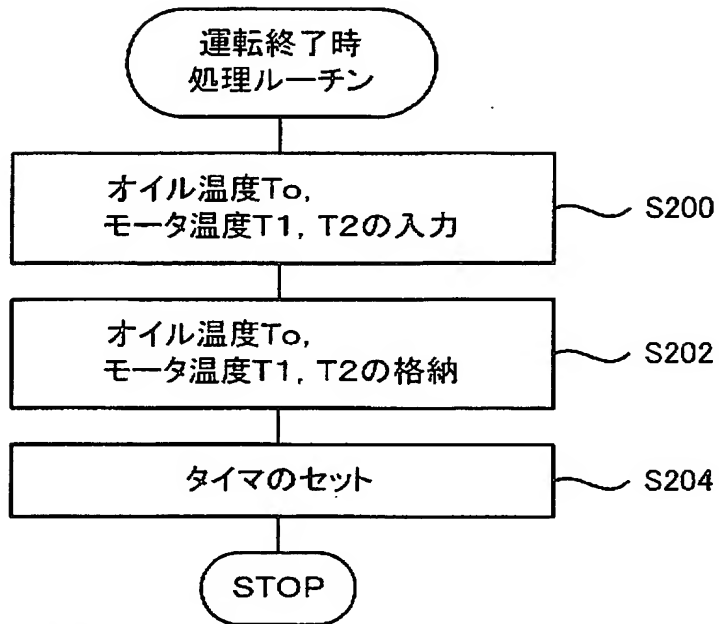 運転終了時
処理ルーチン
オイル温度To,
モータ温度T1, T2の入力
S200
オイル温度To,
モータ温度T1, T2の格納
S202
タイマのセット
S204
STOP